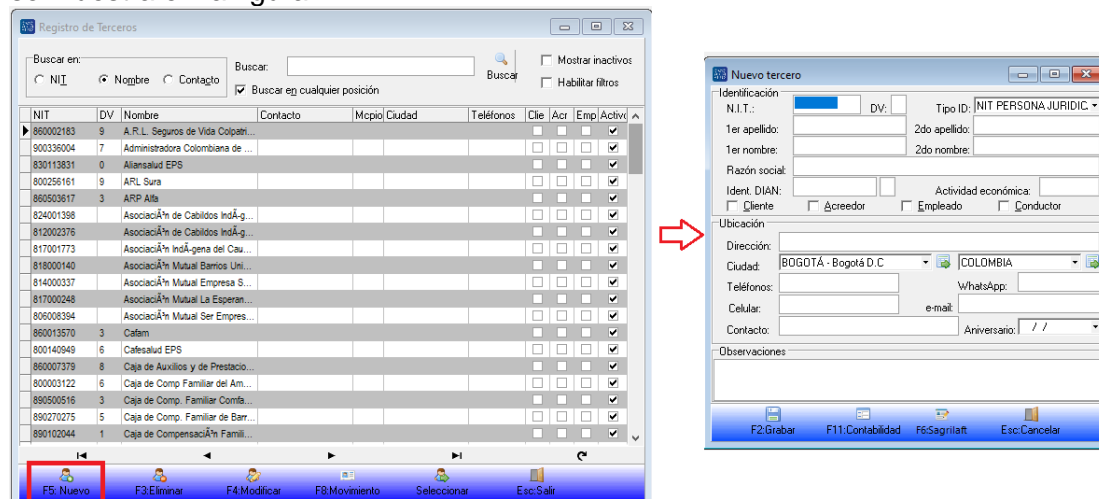 Registro de Terceros
Buscar en:
NIT Nombre Contacto
Buscar:
Buscar en cualquier posición
Buscar
Mostrar inactivos
Habilitar filtros
NIT DV Nombre Contacto Mcpio Ciudad Teléfonos Clie Acr Emp Activo
860002183 9 A.R.L. Seguros de Vida Colpatri...
900336004 7 Administradora Colombiana de ...
830113831 0 Aliansalud EPS
800256161 9 ARL Sura
860503617 3 ARP Alfa
824001398 AsociaciÃ³n de Cabildos IndÃ-g...
812002376 AsociaciÃ³n de Cabildos IndÃ-g...
817001773 AsociaciÃ³n IndÃ-gena del Cau...
818000140 AsociaciÃ³n Mutual Barrios Uni...
814000337 AsociaciÃ³n Mutual Empresa S...
817000248 AsociaciÃ³n Mutual La Esperan...
806008394 AsociaciÃ³n Mutual Ser Empres...
860013570 3 Cafam
800140949 6 Cafesalud EPS
860007379 8 Caja de Auxilios y de Prestacio...
800003122 6 Caja de Comp Familiar del Am...
890500516 3 Caja de Comp. Familiar Comfa...
890270275 5 Caja de Comp. Familiar de Barr...
890102044 1 Caja de CompensaciÃ³n Famili...
F5: Nuevo F3:Eliminar F4:Modificar F8:Movimiento Seleccionar Esc:Salir
Nuevo tercero
Identificación
N.I.T.: DV: Tipo ID: NIT PERSONA JURIDIC
1er apellido: 2do apellido:
1er nombre: 2do nombre:
Razón social:
Ident. DIAN: Actividad económica:
Cliente Acreedor Empleado Conductor
Ubicación
Dirección:
Ciudad: BOGOTÁ - Bogotá D.C COLOMBIA
Teléfonos: WhatsApp:
Celular: e-mail:
Contacto: Aniversario: / /
Observaciones
F2:Grabar F11:Contabilidad F6:Sagrilaft Esc:Cancelar